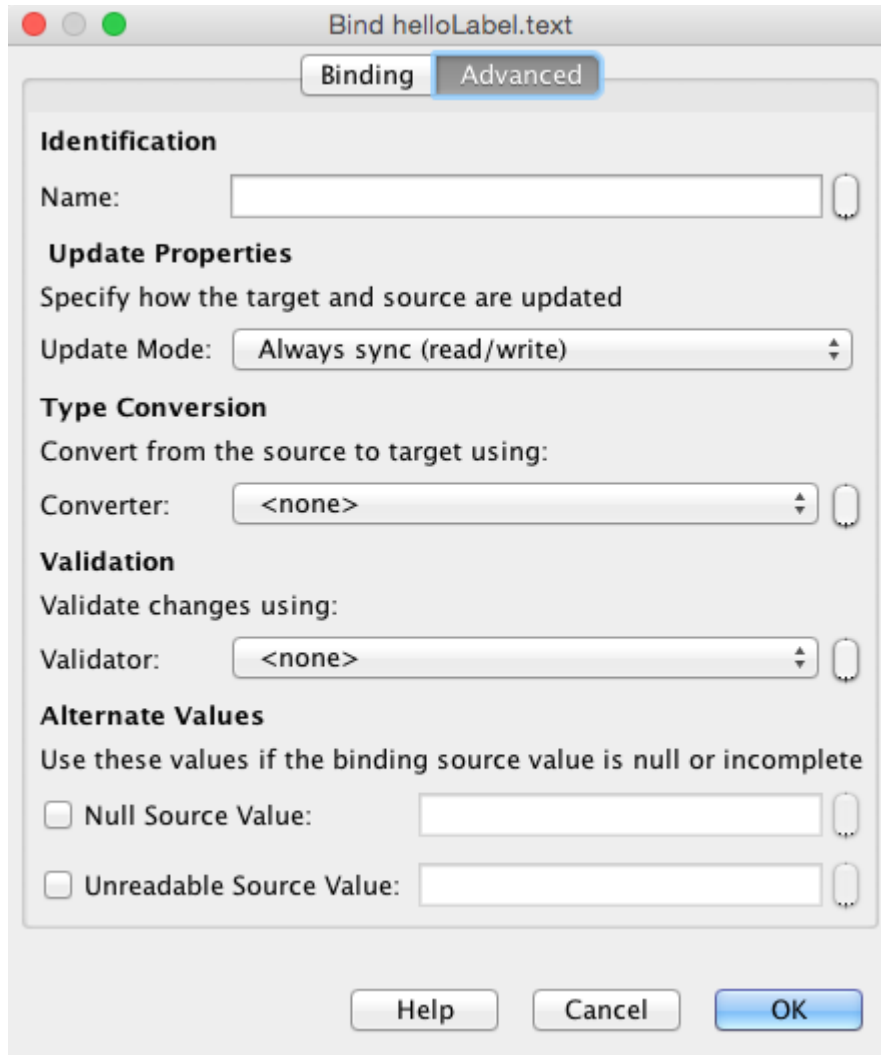 Bind helloLabel.text
Binding Advanced
Identification
Name:
Update Properties
Specify how the target and source are updated
Update Mode: Always sync (read/write)
Type Conversion
Convert from the source to target using:
Converter: <none>
Validation
Validate changes using:
Validator: <none>
Alternate Values
Use these values if the binding source value is null or incomplete
Null Source Value:
Unreadable Source Value:
Help Cancel OK